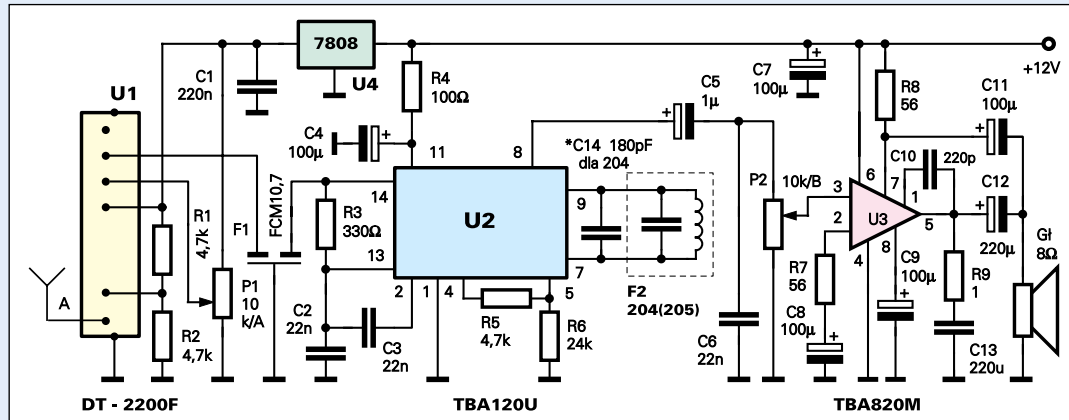 7808
U4
+12V
U1
C1
220n
R4
100Ω
C4
100µ
+
11
C5
1µ
+
8
*C14 180pF
dla 204
C7
100µ
+
R8
56
C11
100µ
+
C10
220p
6
7
1
C12
220µ
+
14
U2
9
7
13
2
1
4
5
R1
4,7k
F1
FCM10,7
R3
330Ω
P2
10k/B
3
2
U3
5
4
8
Gł
8Ω
A
P1
10
k/A
R2
4,7k
C2
22n
C3
22n
R5
4,7k
R6
24k
F2
204(205)
C6
22n
R7
56
C8
100µ
+
C9
100µ
+
R9
1
C13
220u
DT - 2200F
TBA120U
TBA820M